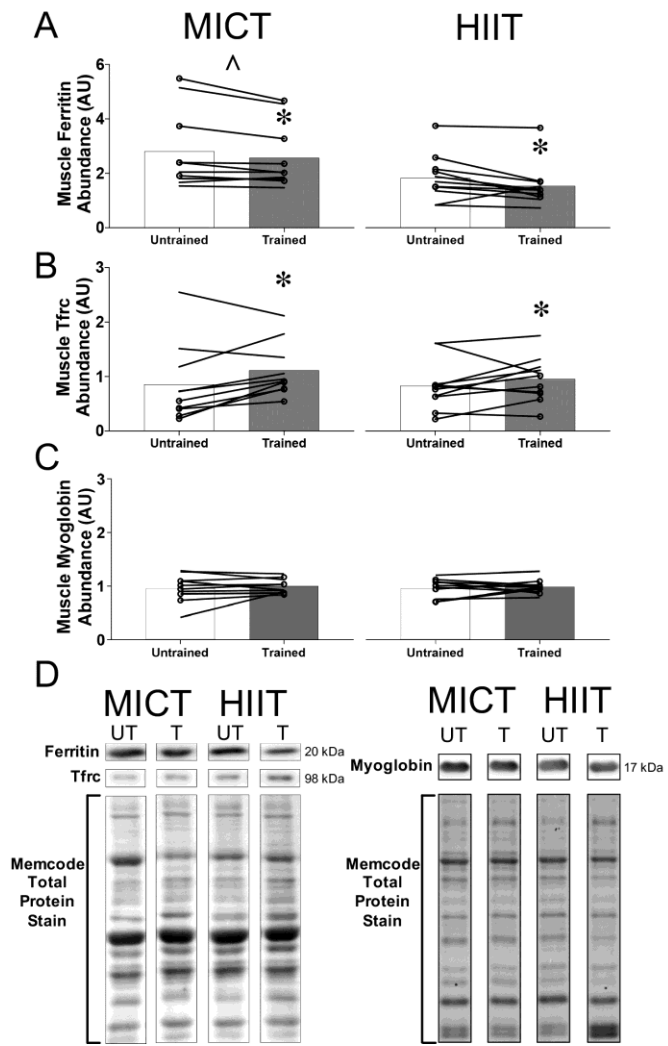 A
MICT
HIIT
^
Muscle Ferritin
Abundance (AU)
6
4
2
0
*
*
Untrained
Trained
Untrained
Trained
B
Muscle Tfrc
Abundance (AU)
3
2
1
0
*
*
Untrained
Trained
Untrained
Trained
C
Muscle Myoglobin
Abundance (AU)
3
2
1
0
Untrained
Trained
Untrained
Trained
D
MICT HIIT
UT T UT T
Ferritin 20 kDa
Tfrc 98 kDa
Memcode
Total
Protein
Stain
MICT HIIT
UT T UT T
Myoglobin 17 kDa
Memcode
Total
Protein
Stain